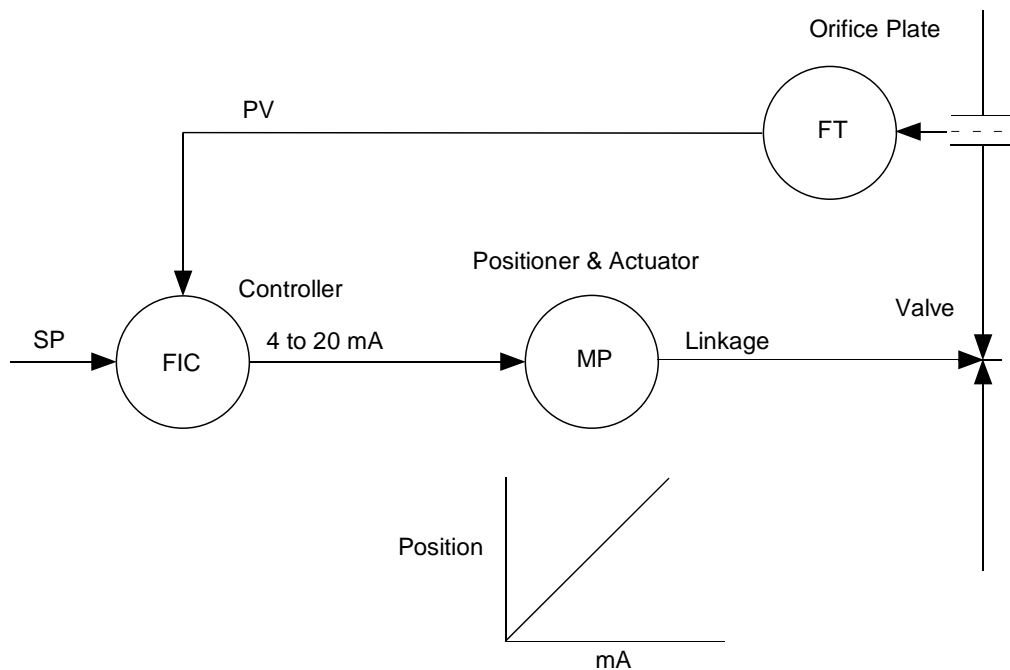 Orifice Plate
PV
FT
Positioner & Actuator
Controller
Valve
SP
4 to 20 mA
Linkage
FIC
MP
Position
mA